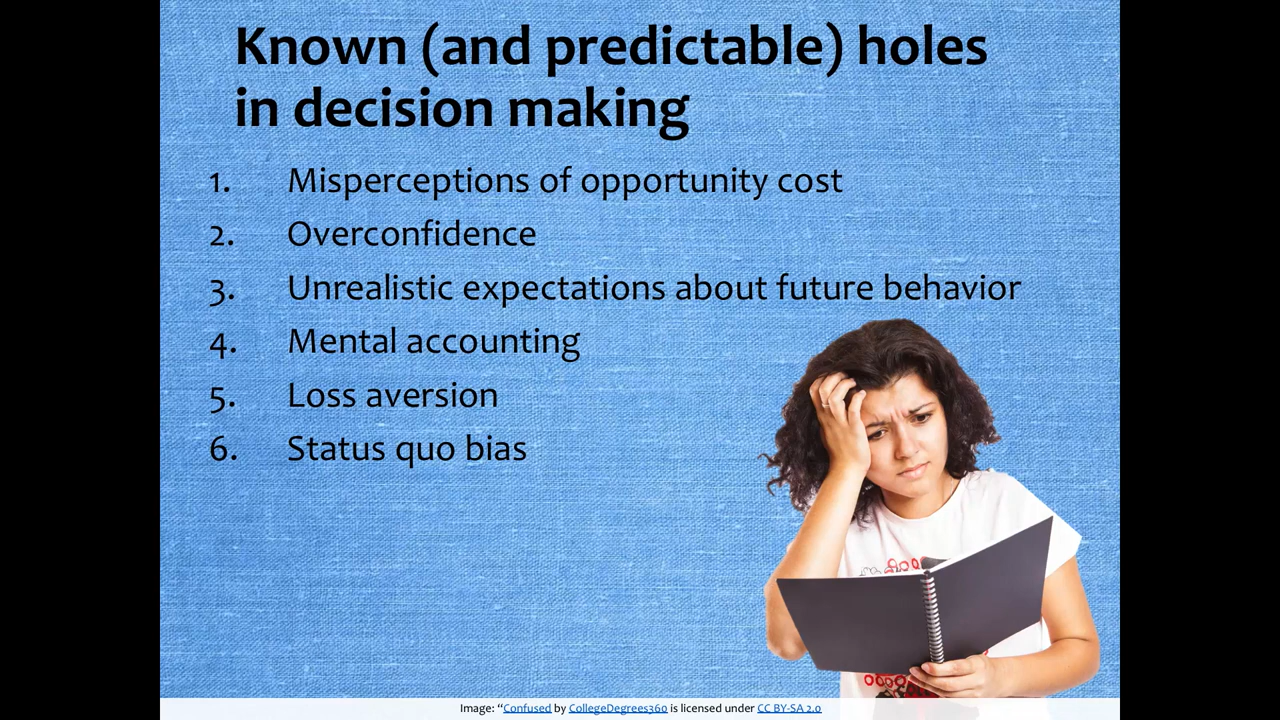 Known (and predictable) holes
in decision making
1. Misperceptions of opportunity cost
2. Overconfidence
3. Unrealistic expectations about future behavior
4. Mental accounting
5. Loss aversion
6. Status quo bias
Image: “Confused by CollegeDegrees360 is licensed under CC BY-SA 2.0